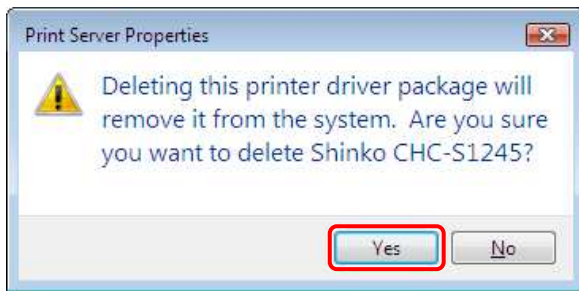 Print Server Properties
Deleting this printer driver package will
remove it from the system. Are you sure
you want to delete Shinko CHC-S1245?
Yes No